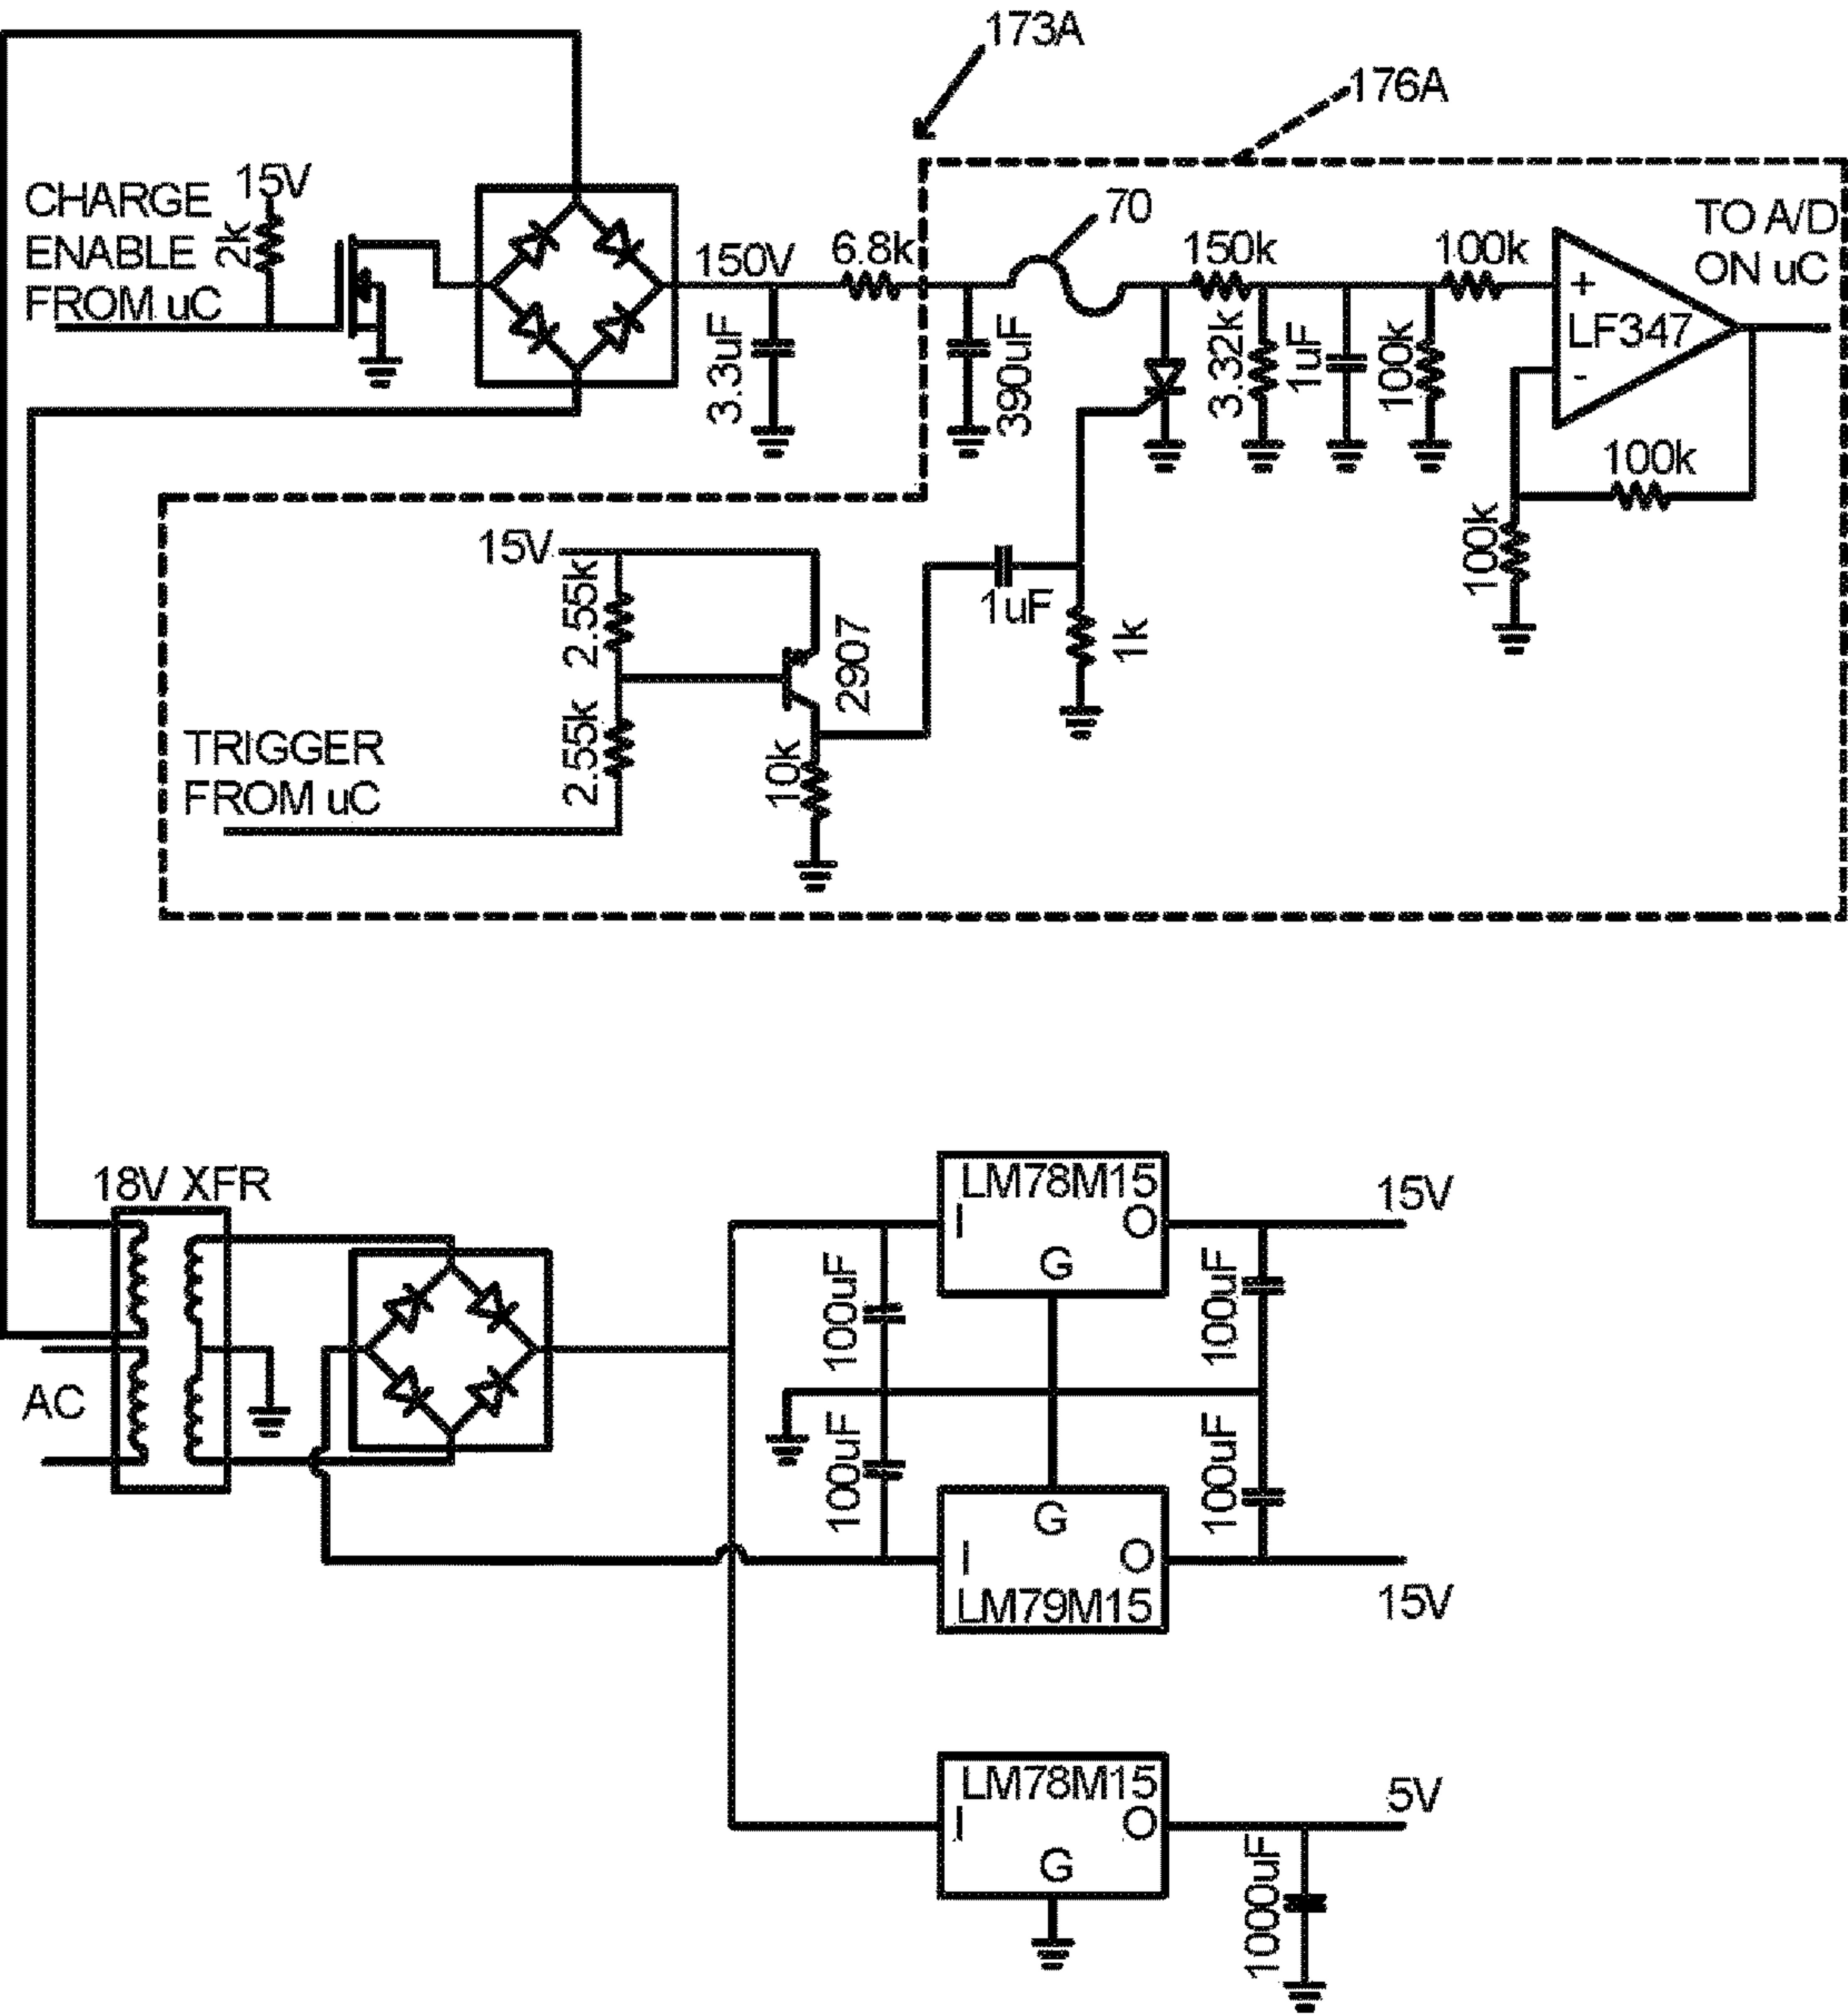 173A
176A
CHARGE
ENABLE
FROM uC
15V
2k
150V
6.8k
70
150k
100k
TO A/D
ON uC
+
LF347
-
3.3uF
390uF
3.32k
1uF
100k
100k
100k
15V
2.55k
2907
1uF
1k
2.55k
10k
TRIGGER
FROM uC
18V XFR
AC
LM78M15
I
O
G
15V
100uF
100uF
100uF
100uF
G
I
O
LM79M15
15V
LM78M15
I
O
G
5V
1000uF